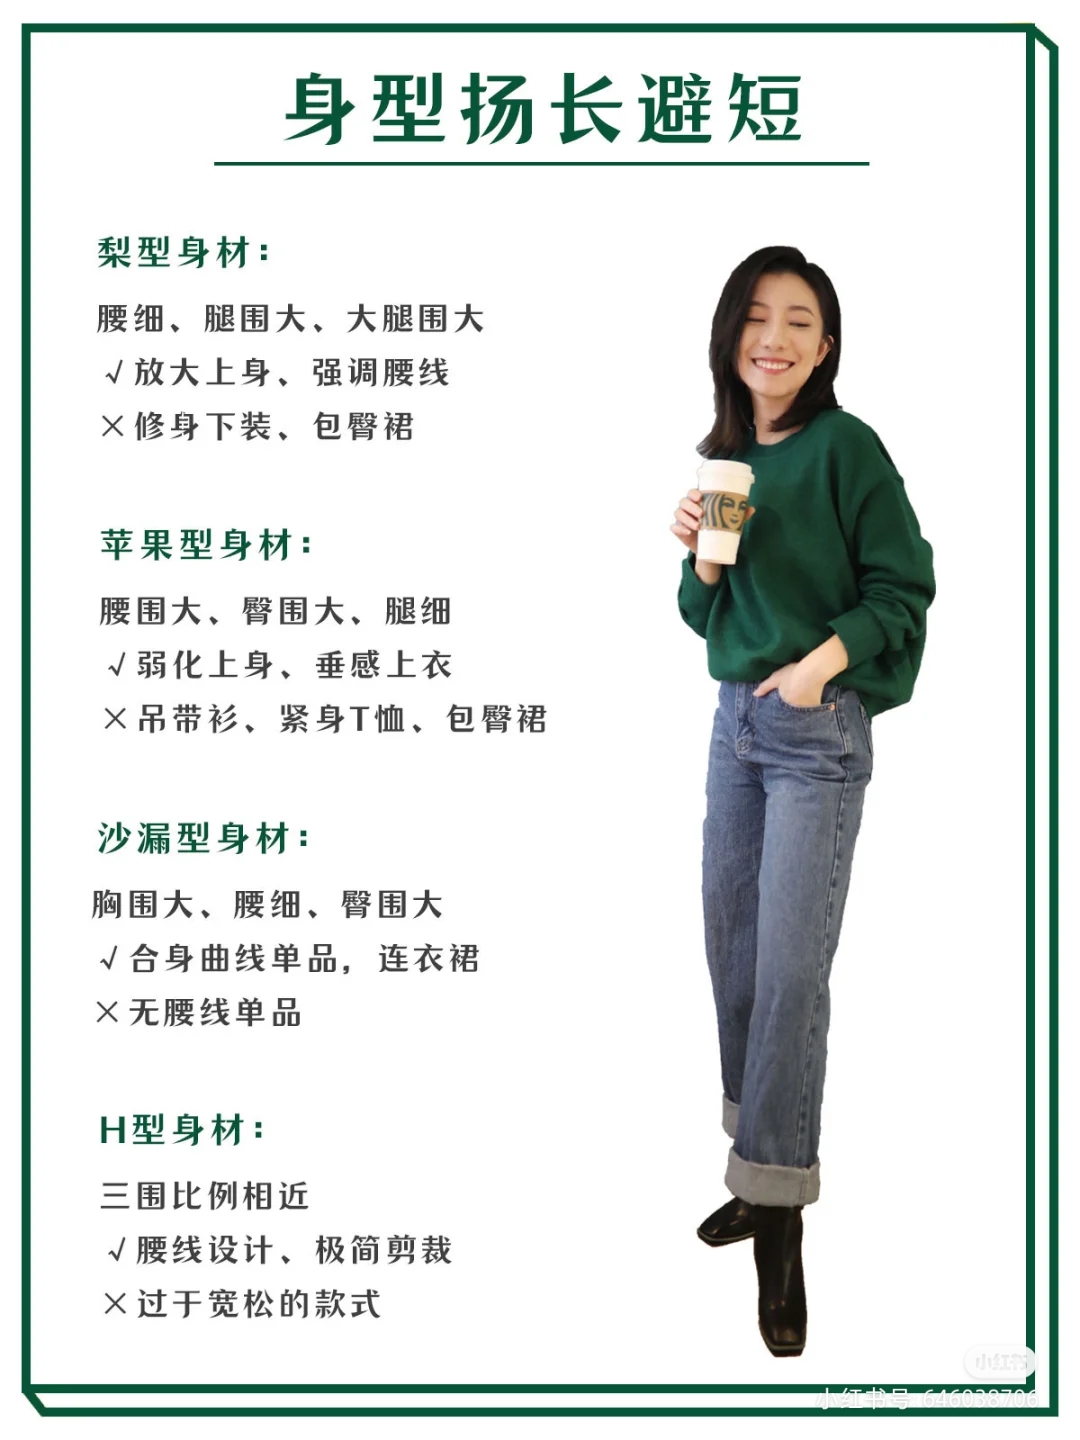 身型扬长避短
梨型身材：
腰细、腿围大、大腿围大
√放大上身、强调腰线
×修身下装、包臀裙
苹果型身材：
腰围大、臀围大、腿细
√弱化上身、垂感上衣
×吊带衫、紧身T恤、包臀裙
沙漏型身材：
胸围大、腰细、臀围大
√合身曲线单品，连衣裙
×无腰线单品
H型身材：
三围比例相近
√腰线设计、极简剪裁
×过于宽松的款式
小红书
小红书号 646038706